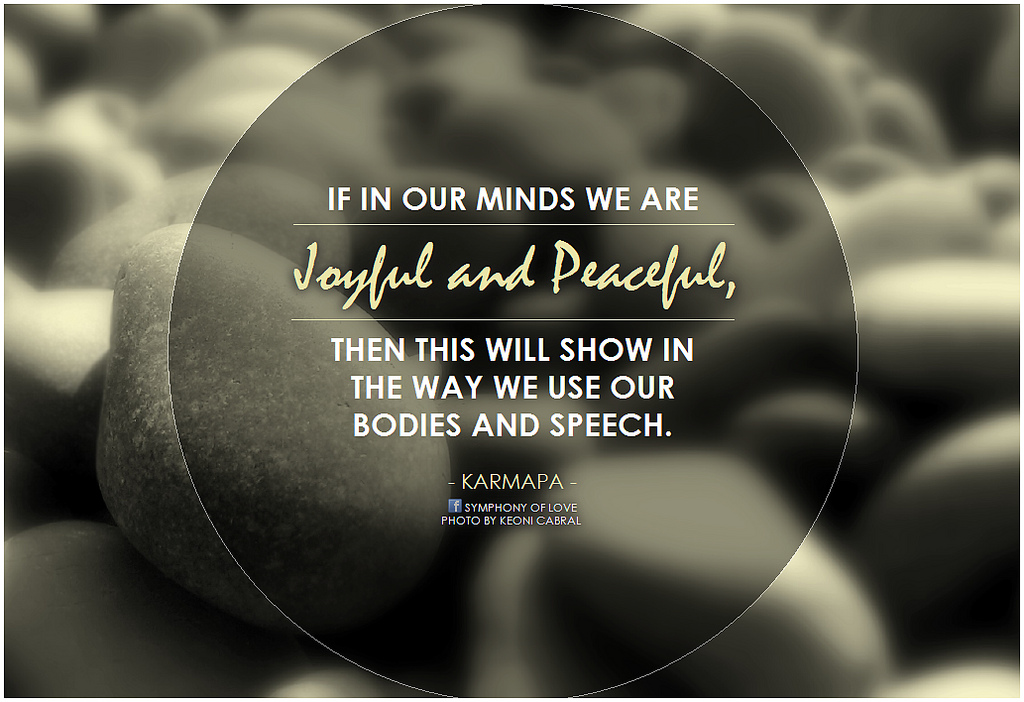 IF IN OUR MINDS WE ARE
Joyful and Peaceful,
THEN THIS WILL SHOW IN
THE WAY WE USE OUR
BODIES AND SPEECH.
- KARMAPA -
f SYMPHONY OF LOVE
PHOTO BY KEONI CABRAL